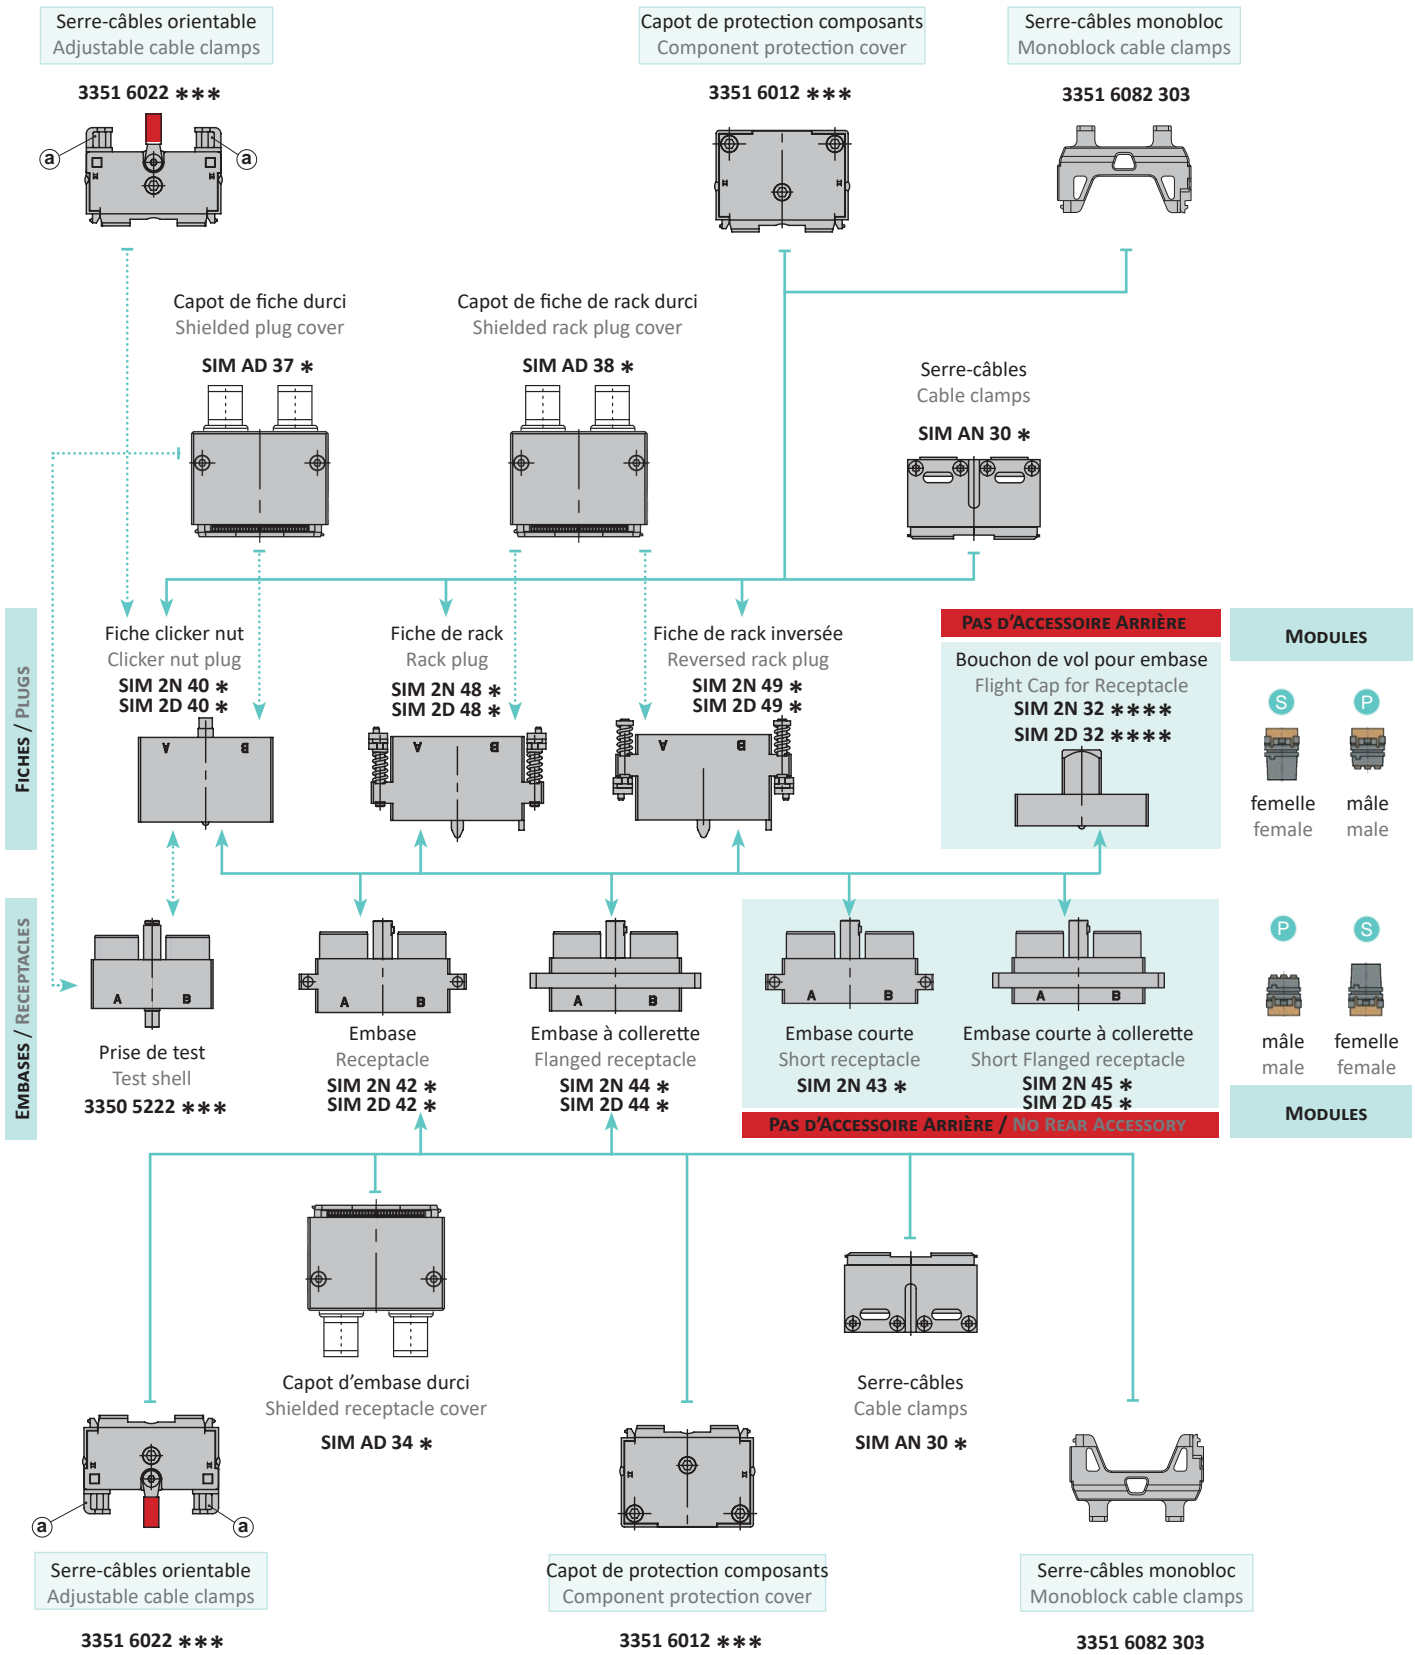 Serre-câbles orientable
Adjustable cable clamps
3351 6022 ***
a
a
Capot de protection composants
Component protection cover
3351 6012 ***
Serre-câbles monobloc
Monoblock cable clamps
3351 6082 303
Capot de fiche durci
Shielded plug cover
SIM AD 37 *
Capot de fiche de rack durci
Shielded rack plug cover
SIM AD 38 *
Serre-câbles
Cable clamps
SIM AN 30 *
FICHES / PLUGS
Fiche clicker nut
Clicker nut plug
SIM 2N 40 *
SIM 2D 40 *
A B
Fiche de rack
Rack plug
SIM 2N 48 *
SIM 2D 48 *
A B
Fiche de rack inversée
Reversed rack plug
SIM 2N 49 *
SIM 2D 49 *
A B
PAS D'ACCESSOIRE ARRIÈRE
Bouchon de vol pour embase
Flight Cap for Receptacle
SIM 2N 32 ****
SIM 2D 32 ****
MODULES
S
P
femelle
female
mâle
male
EMBASES / RECEPTACLES
A B
Prise de test
Test shell
3350 5222 ***
A B
Embase
Receptacle
SIM 2N 42 *
SIM 2D 42 *
A B
Embase à collerette
Flanged receptacle
SIM 2N 44 *
SIM 2D 44 *
A B
Embase courte
Short receptacle
SIM 2N 43 *
A B
Embase courte à collerette
Short Flanged receptacle
SIM 2N 45 *
SIM 2D 45 *
PAS D'ACCESSOIRE ARRIÈRE / NO REAR ACCESSORY
P
S
mâle
male
femelle
female
MODULES
Capot d'embase durci
Shielded receptacle cover
SIM AD 34 *
Serre-câbles
Cable clamps
SIM AN 30 *
a
a
Serre-câbles orientable
Adjustable cable clamps
3351 6022 ***
Capot de protection composants
Component protection cover
3351 6012 ***
Serre-câbles monobloc
Monoblock cable clamps
3351 6082 303